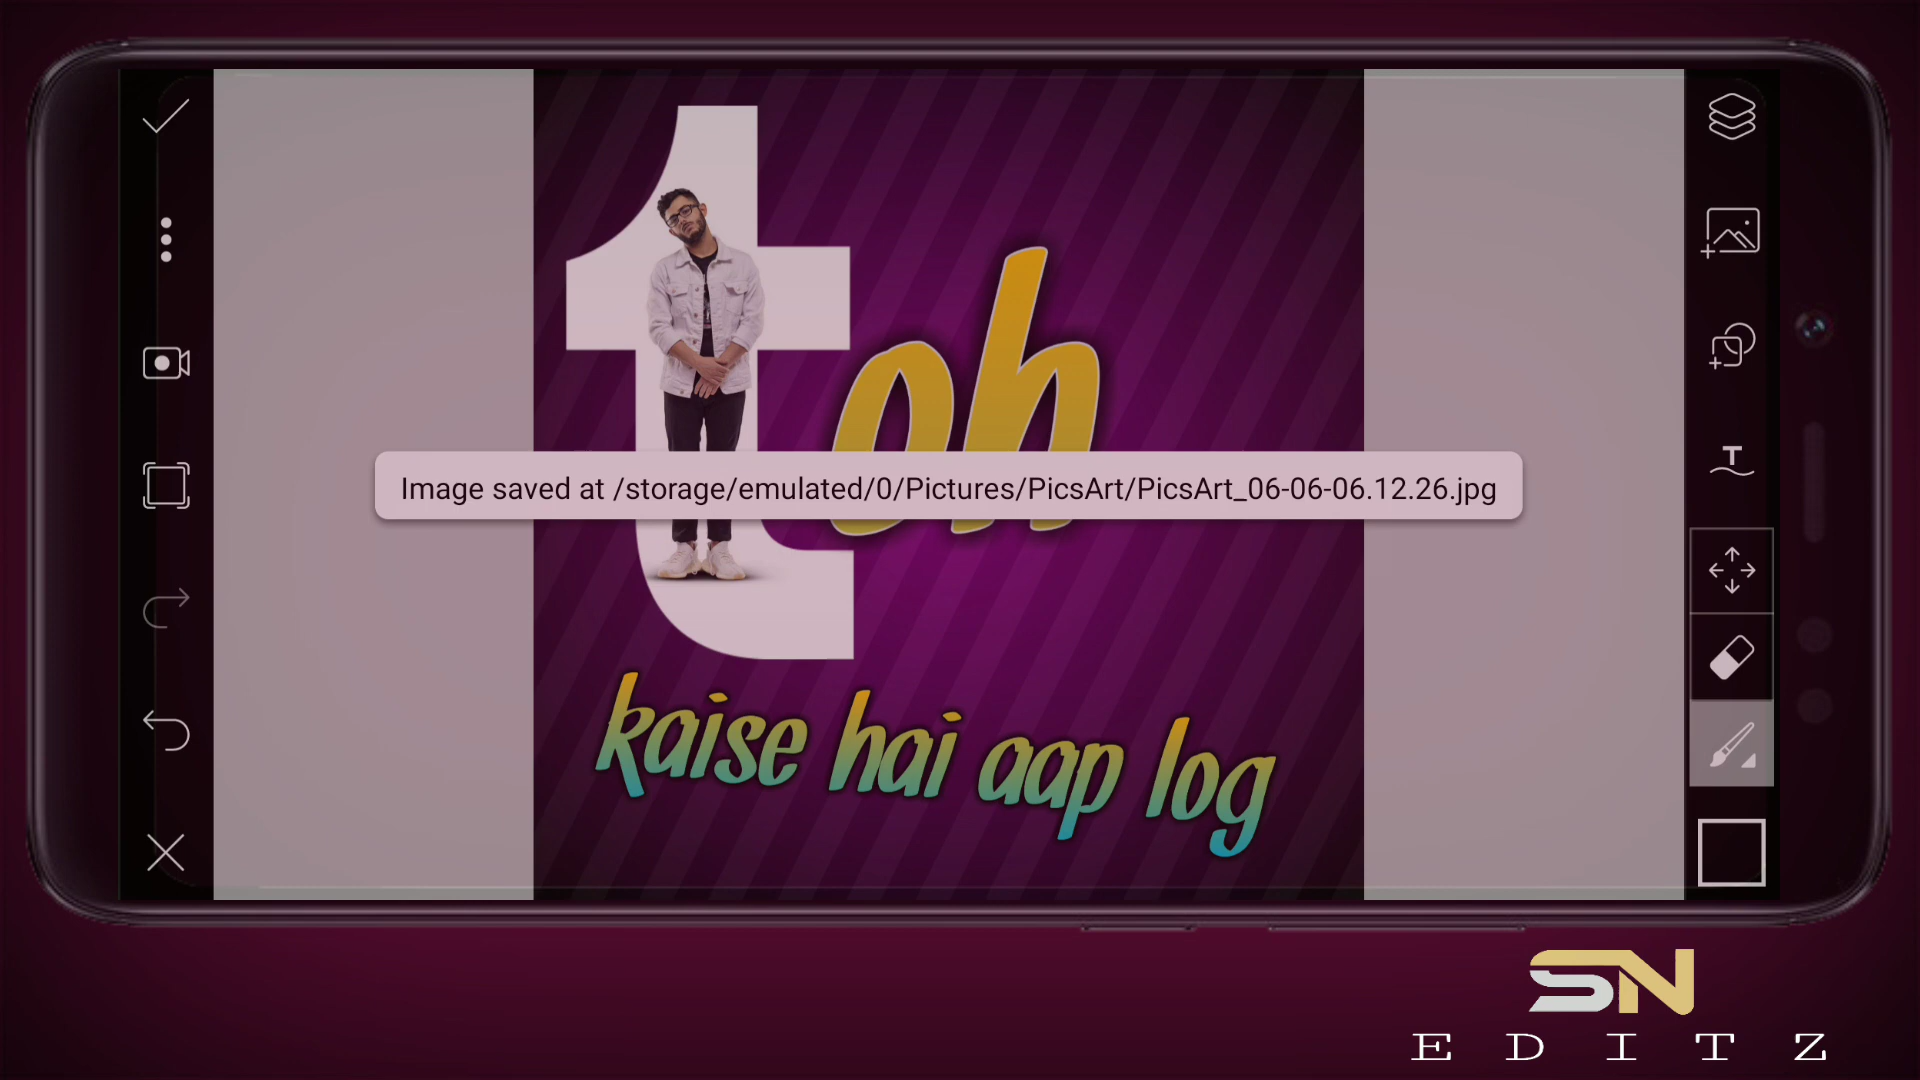 toh
Image saved at /storage/emulated/0/Pictures/PicsArt/PicsArt_06-06-06.12.26.jpg
kaise hai aap log
SN
EDITZ